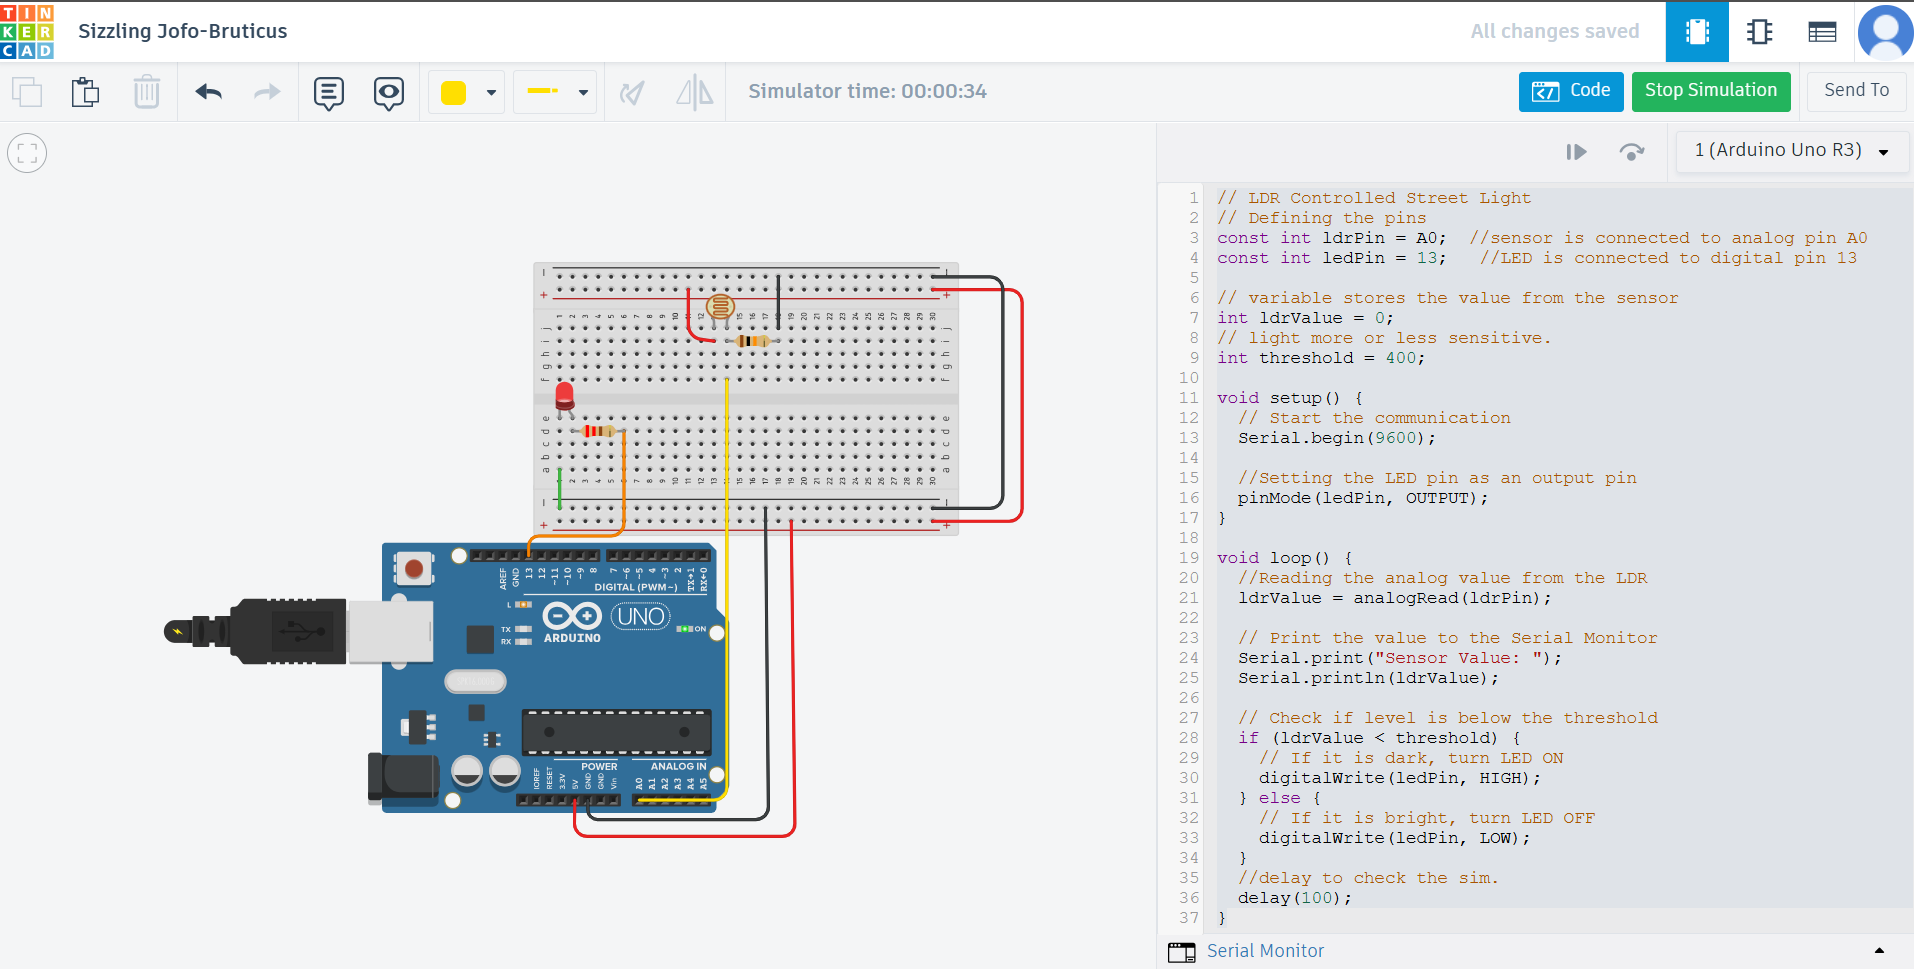 TINKERCAD
Sizzling Jofo-Bruticus
All changes saved
Simulator time: 00:00:34
Code
Stop Simulation
Send To
1 (Arduino Uno R3)
1 // LDR Controlled Street Light
2 // Defining the pins
3 const int ldrPin = A0;  //sensor is connected to analog pin A0
4 const int ledPin = 13;   //LED is connected to digital pin 13
5
6 // variable stores the value from the sensor
7 int ldrValue = 0;
8 // light more or less sensitive.
9 int threshold = 400;
10
11 void setup() {
12   // Start the communication
13   Serial.begin(9600);
14
15   //Setting the LED pin as an output pin
16   pinMode(ledPin, OUTPUT);
17 }
18
19 void loop() {
20   //Reading the analog value from the LDR
21   ldrValue = analogRead(ldrPin);
22
23   // Print the value to the Serial Monitor
24   Serial.print("Sensor Value: ");
25   Serial.println(ldrValue);
26
27   // Check if level is below the threshold
28   if (ldrValue < threshold) {
29     // If it is dark, turn LED ON
30     digitalWrite(ledPin, HIGH);
31   } else {
32     // If it is bright, turn LED OFF
33     digitalWrite(ledPin, LOW);
34   }
35   //delay to check the sim.
36   delay(100);
37 }
Serial Monitor
AREF
GND
13
12
~11
~10
~9
8
7
~6
~5
4
~3
2
TX→1
RX←0
DIGITAL (PWM~)
L
TX
RX
UNO
ARDUINO
ON
POWER
ANALOG IN
IOREF
RESET
3.3V
5V
GND
GND
Vin
A0
A1
A2
A3
A4
A5